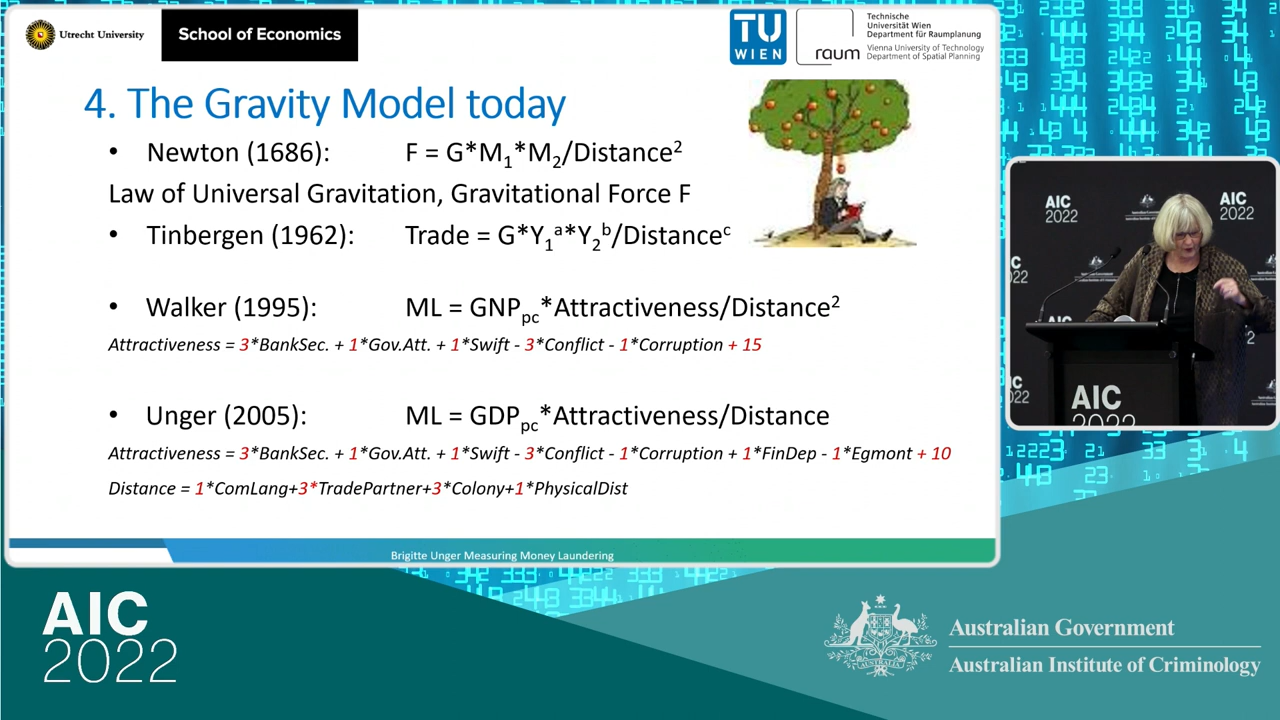 Utrecht University
School of Economics
TU
WIEN
raum
Technische
Universität Wien
Department für Raumplanung
Vienna University of Technology
Department of Spatial Planning
4. The Gravity Model today
• Newton (1686): F = G*M₁*M₂/Distance²
Law of Universal Gravitation, Gravitational Force F
• Tinbergen (1962): Trade = G*Y₁ᵃ*Y₂ᵇ/Distanceᶜ
• Walker (1995): ML = GNPpc*Attractiveness/Distance²
Attractiveness = 3*BankSec. + 1*Gov.Att. + 1*Swift - 3*Conflict - 1*Corruption + 15
• Unger (2005): ML = GDPpc*Attractiveness/Distance
Attractiveness = 3*BankSec. + 1*Gov.Att. + 1*Swift - 3*Conflict - 1*Corruption + 1*FinDep - 1*Egmont + 10
Distance = 1*ComLang+3*TradePartner+3*Colony+1*PhysicalDist
Brigitte Unger Measuring Money Laundering
AIC
2022
AIC
2022
AIC
2022
AIC
2022
Australian Government
Australian Institute of Criminology